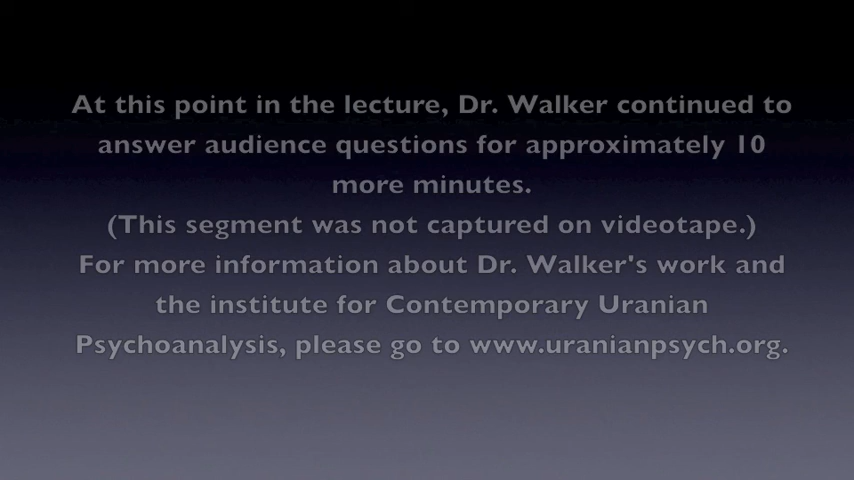 At this point in the lecture, Dr. Walker continued to
answer audience questions for approximately 10
more minutes.
(This segment was not captured on videotape.)
For more information about Dr. Walker's work and
the institute for Contemporary Uranian
Psychoanalysis, please go to www.uranianpsych.org.